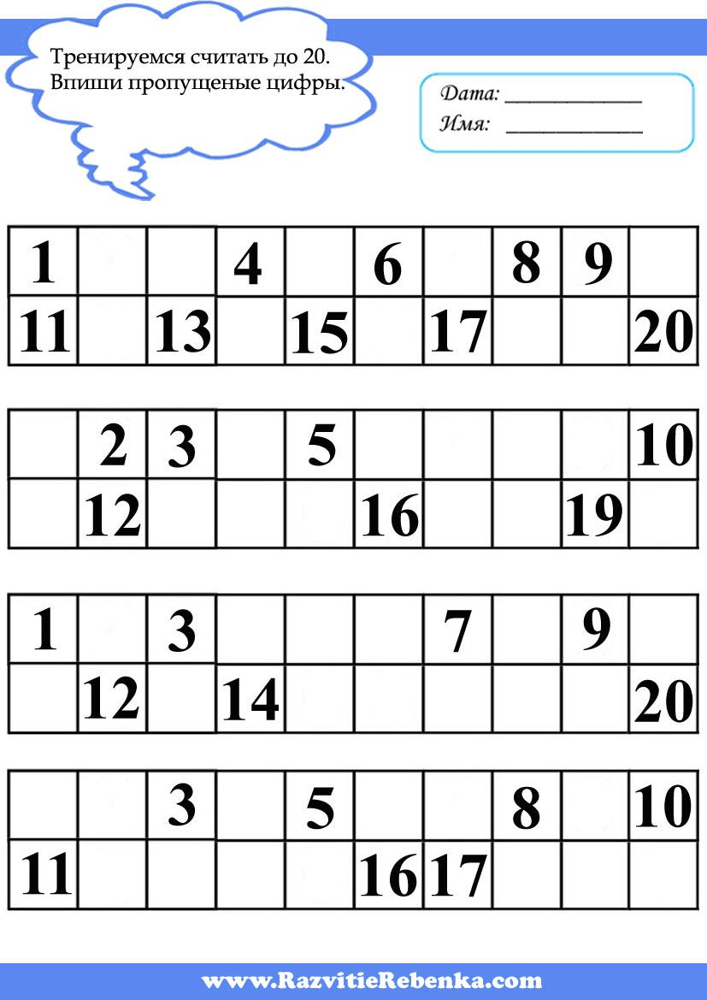 Тренируемся считать до 20.
Впиши пропущеные цифры.
Дата: ___________
Имя: ___________
1 4 6 8 9
11 13 15 17 20
2 3 5 10
12 16 19
1 3 7 9
12 14 20
3 5 8 10
11 16 17
www.RazvitieRebenka.com